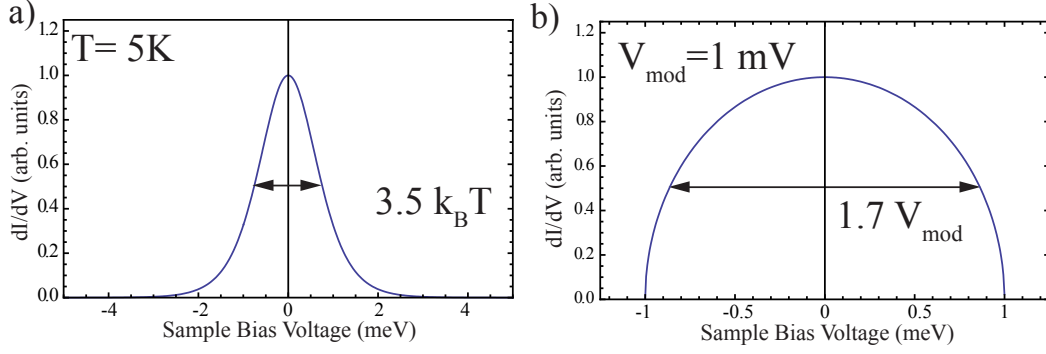 a)
T= 5K
3.5 k_B T
dI/dV (arb. units)
1.2
1.0
0.8
0.6
0.4
0.2
0.0
-4 -2 0 2 4
Sample Bias Voltage (meV)
b)
V_mod=1 mV
1.7 V_mod
dI/dV (arb. units)
1.2
1.0
0.8
0.6
0.4
0.2
0.0
-1 -0.5 0 0.5 1
Sample Bias Voltage (meV)